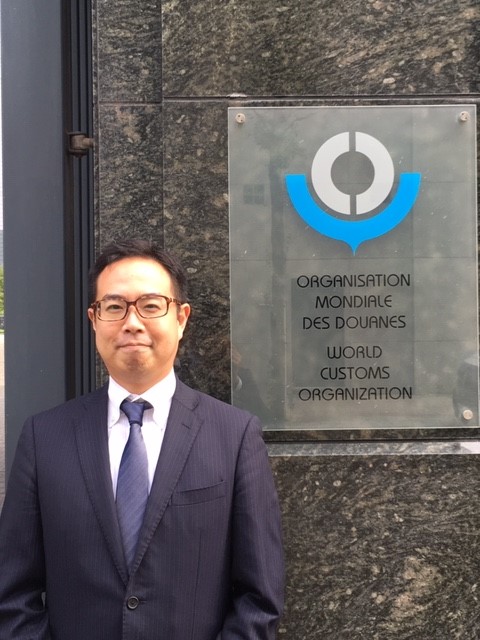 ORGANISATION
MONDIALE
DES DOUANES
WORLD
CUSTOMS
ORGANIZATION